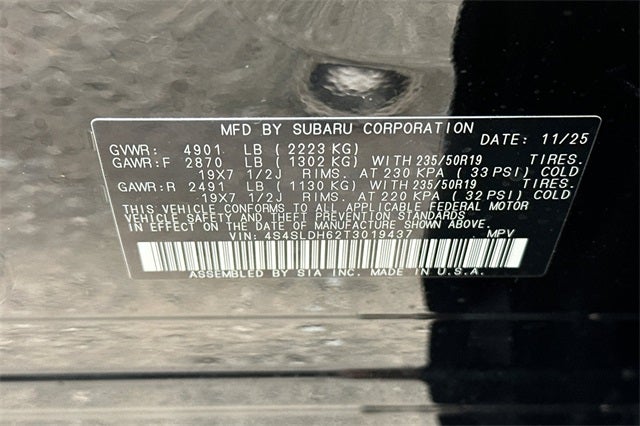 MFD BY SUBARU CORPORATION
GVWR: 4901 LB (2223 KG) DATE: 11/25
GAWR:F 2870 LB (1302 KG) WITH 235/50R19 TIRES.
19X7 1/2J RIMS. AT 230 KPA (33 PSI) COLD
GAWR:R 2491 LB (1130 KG) WITH 235/50R19 TIRES.
19X7 1/2J RIMS. AT 220 KPA (32 PSI) COLD
THIS VEHICLE CONFORMS TO ALL APPLICABLE FEDERAL MOTOR
VEHICLE SAFETY AND THEFT PREVENTION STANDARDS
IN EFFECT ON THE DATE OF MANUFACTURE SHOWN ABOVE.
VIN: 4S4SLDH62T3019437 MPV
ASSEMBLED BY SIA INC. MADE IN U.S.A.